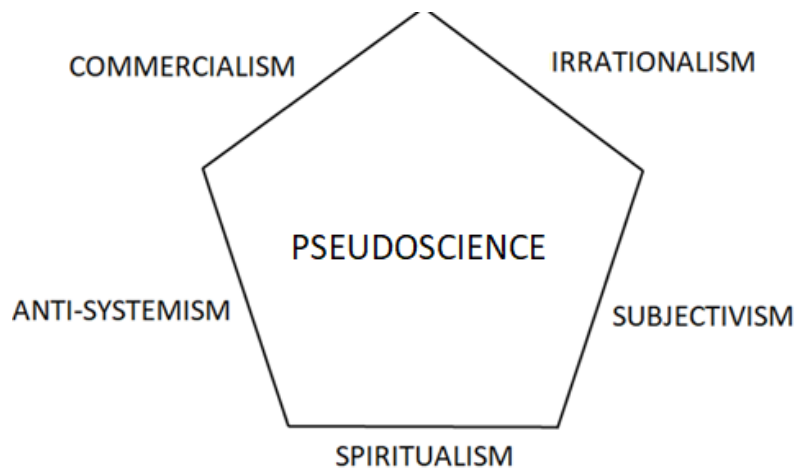 COMMERCIALISM
IRRATIONALISM
PSEUDOSCIENCE
ANTI-SYSTEMISM
SUBJECTIVISM
SPIRITUALISM